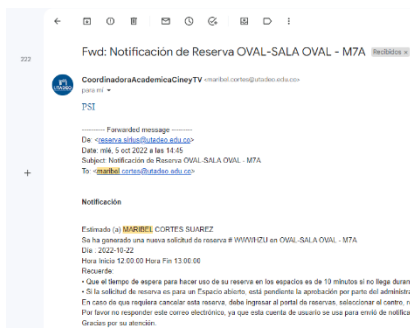 222
Fwd: Notificación de Reserva OVAL-SALA OVAL - M7A Recibidos
UTADEO
CoordinadoraAcademicaCineyTV <maribel.cortes@utadeo.edu.co>
para mí
PSI
---------- Forwarded message ---------
De: <reserva.sirius@utadeo.edu.co>
Date: mié, 5 oct 2022 a las 14:45
Subject: Notificación de Reserva OVAL-SALA OVAL - M7A
To: <maribel.cortes@utadeo.edu.co>
Notificación
Estimado (a) MARIBEL CORTES SUAREZ
Se ha generado una nueva solicitud de reserva # WWWHZU en OVAL-SALA OVAL - M7A
Día : 2022-10-22
Hora Inicio 12:00:00 Hora Fin 13:00:00
Recuerde:
• Que el tiempo de espera para hacer uso de su reserva en los espacios es de 10 minutos si no llega duran
• Si la solicitud de reserva es para un Espacio abierto, está pendiente la aprobación por parte del administra
En caso de que requiera cancelar esta reserva, debe ingresar al portal de reservas, seleccionar el centro, r
Por favor no responder este correo electrónico, ya que esta cuenta de usuario se usa para envió de notifica
Gracias por su atención.